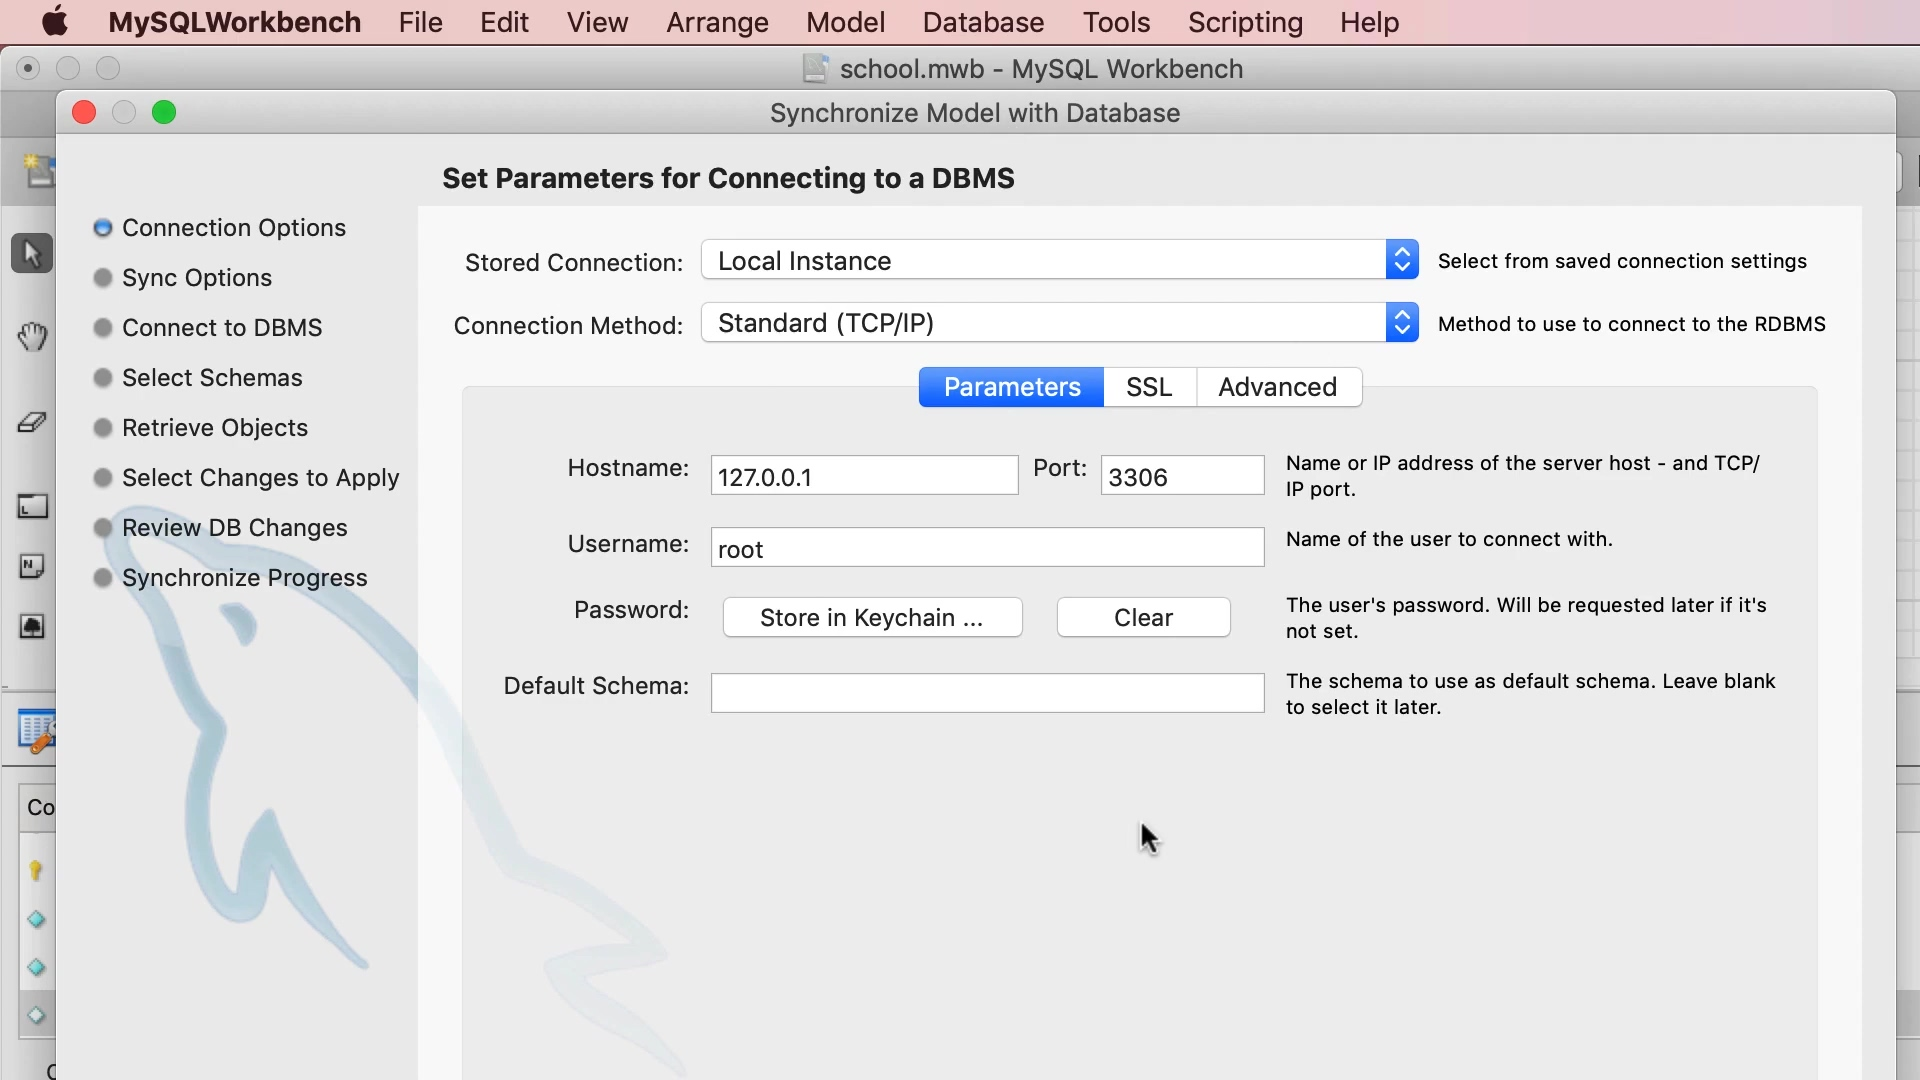 MySQLWorkbench File Edit View Arrange Model Database Tools Scripting Help
school.mwb - MySQL Workbench
Synchronize Model with Database
Set Parameters for Connecting to a DBMS
Connection Options
Sync Options
Connect to DBMS
Select Schemas
Retrieve Objects
Select Changes to Apply
Review DB Changes
Synchronize Progress
Stored Connection: Local Instance Select from saved connection settings
Connection Method: Standard (TCP/IP) Method to use to connect to the RDBMS
Parameters SSL Advanced
Hostname: 127.0.0.1 Port: 3306 Name or IP address of the server host - and TCP/
IP port.
Username: root Name of the user to connect with.
Password: Store in Keychain ... Clear The user's password. Will be requested later if it's
not set.
Default Schema: The schema to use as default schema. Leave blank
to select it later.